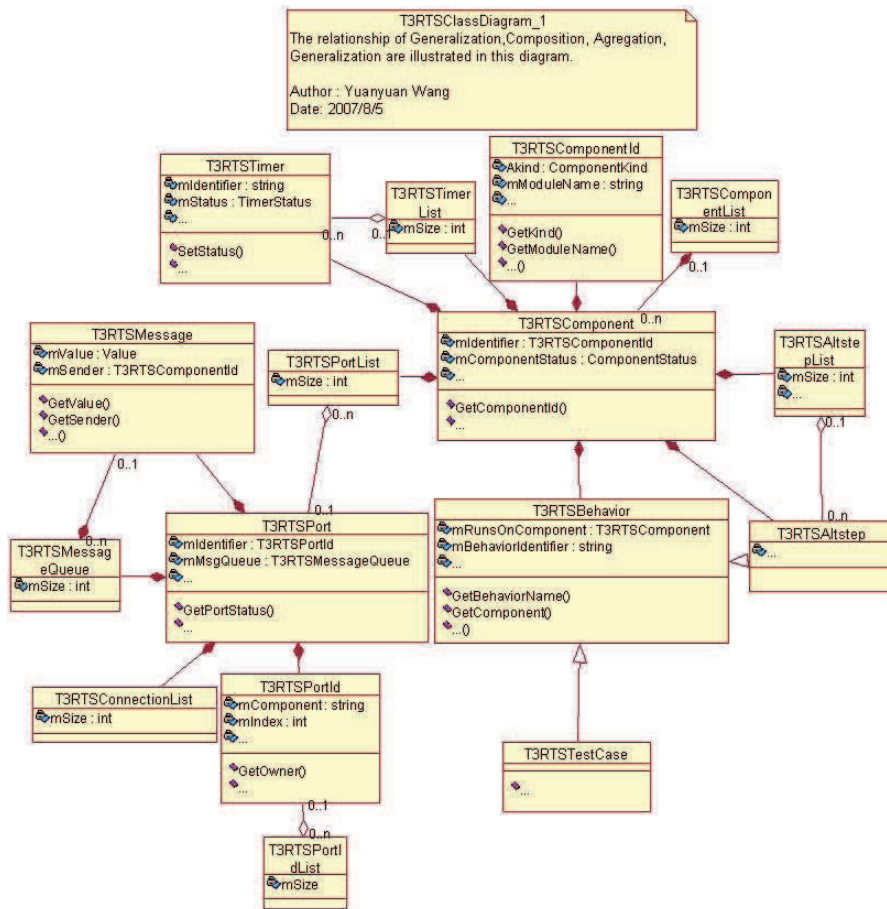 T3RTSClassDiagram_1
The relationship of Generalization,Composition, Agregation,
Generalization are illustrated in this diagram.
Author : Yuanyuan Wang
Date: 2007/8/5
T3RTSTimer
mIdentifier : string
mStatus : TimerStatus
...
SetStatus()
...
0..n
0..1
T3RTSTimer
List
mSize : int
T3RTSComponentId
Akind : ComponentKind
mModuleName : string
...
GetKind()
GetModuleName()
...()
T3RTSCompon
entList
mSize : int
0..1
0..n
T3RTSMessage
mValue : Value
mSender : T3RTSComponentId
GetValue()
GetSender()
...()
0..1
T3RTSPortList
mSize : int
0..n
0..1
T3RTSComponent
mIdentifier : T3RTSComponentId
mComponentStatus : ComponentStatus
...
GetComponentId()
...
T3RTSAltst
epList
mSize : int
...
0..1
0..n
T3RTSMessag
eQueue
mSize : int
0..n
T3RTSPort
mIdentifier : T3RTSPortId
mMsgQueue : T3RTSMessageQueue
...
GetPortStatus()
...
T3RTSBehavior
mRunsOnComponent : T3RTSComponent
mBehaviorIdentifier : string
...
GetBehaviorName()
GetComponent()
...()
T3RTSAltstep
...
T3RTSConnectionList
mSize : int
T3RTSPortId
mComponent : string
mIndex : int
...
GetOwner()
...
0..1
0..n
T3RTSTestCase
...
T3RTSPortI
dList
mSize